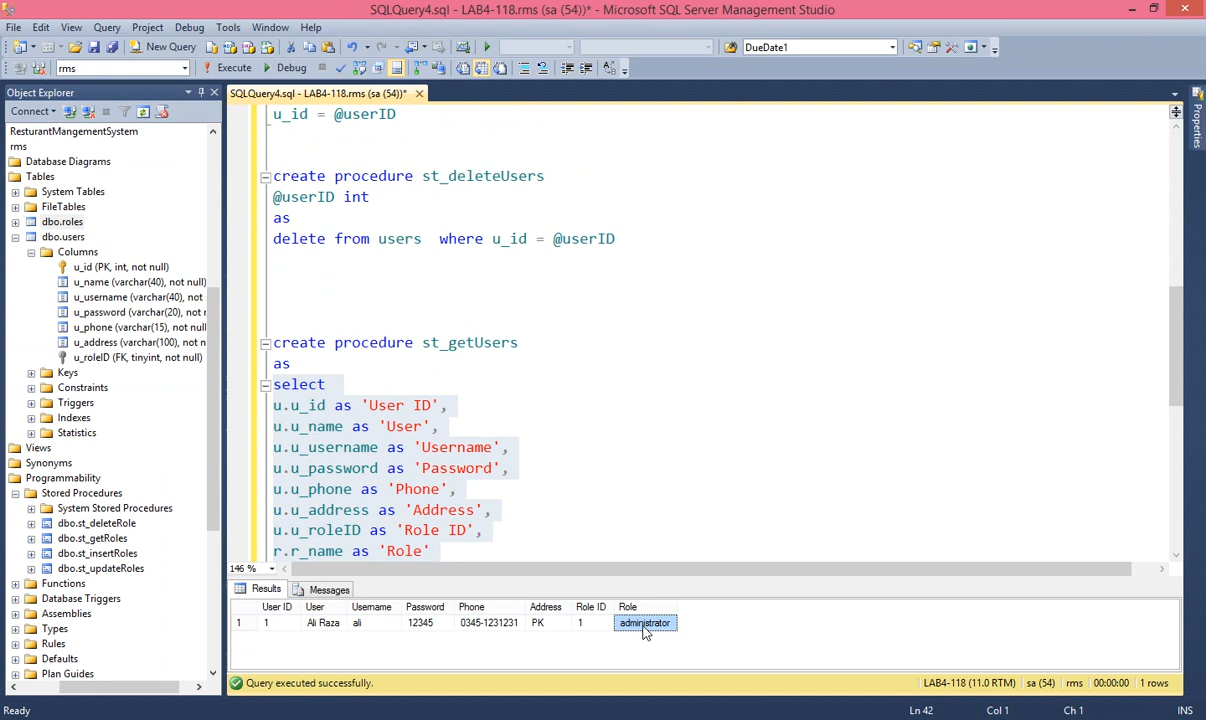 SQLQuery4.sql - LAB4-118.rms (sa (54))* - Microsoft SQL Server Management Studio
File Edit View Query Project Debug Tools Window Help
New Query DueDate1
rms Execute Debug
Object Explorer
SQLQuery4.sql - LAB4-118.rms (sa (54))*
Properties
Connect
ResturantMangementSystem
rms
Database Diagrams
Tables
System Tables
FileTables
dbo.roles
dbo.users
Columns
u_id (PK, int, not null)
u_name (varchar(40), not null)
u_username (varchar(40), not
u_password (varchar(20), not r
u_phone (varchar(15), not null
u_address (varchar(100), not n
u_roleID (FK, tinyint, not null)
Keys
Constraints
Triggers
Indexes
Statistics
Views
Synonyms
Programmability
Stored Procedures
System Stored Procedures
dbo.st_deleteRole
dbo.st_getRoles
dbo.st_insertRoles
dbo.st_updateRoles
Functions
Database Triggers
Assemblies
Types
Rules
Defaults
Plan Guides
u_id = @userID
create procedure st_deleteUsers
@userID int
as
delete from users where u_id = @userID
create procedure st_getUsers
as
select
u.u_id as 'User ID',
u.u_name as 'User',
u.u_username as 'Username',
u.u_password as 'Password',
u.u_phone as 'Phone',
u.u_address as 'Address',
u.u_roleID as 'Role ID',
r.r_name as 'Role'
146 %
Results Messages
User ID User Username Password Phone Address Role ID Role
1 1 Ali Raza ali 12345 0345-1231231 PK 1 administrator
Query executed successfully. LAB4-118 (11.0 RTM) sa (54) rms 00:00:00 1 rows
Ready Ln 42 Col 1 Ch 1 INS